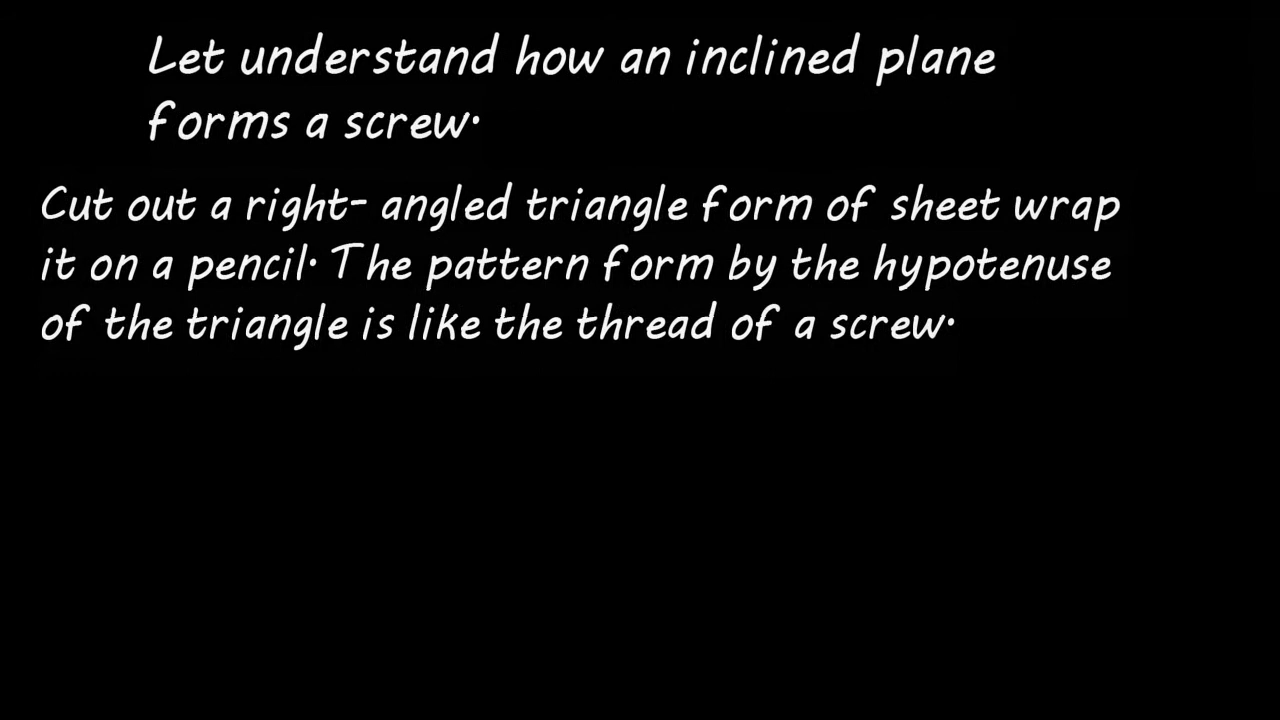 Let understand how an inclined plane
forms a screw.
Cut out a right- angled triangle form of sheet wrap
it on a pencil. The pattern form by the hypotenuse
of the triangle is like the thread of a screw.